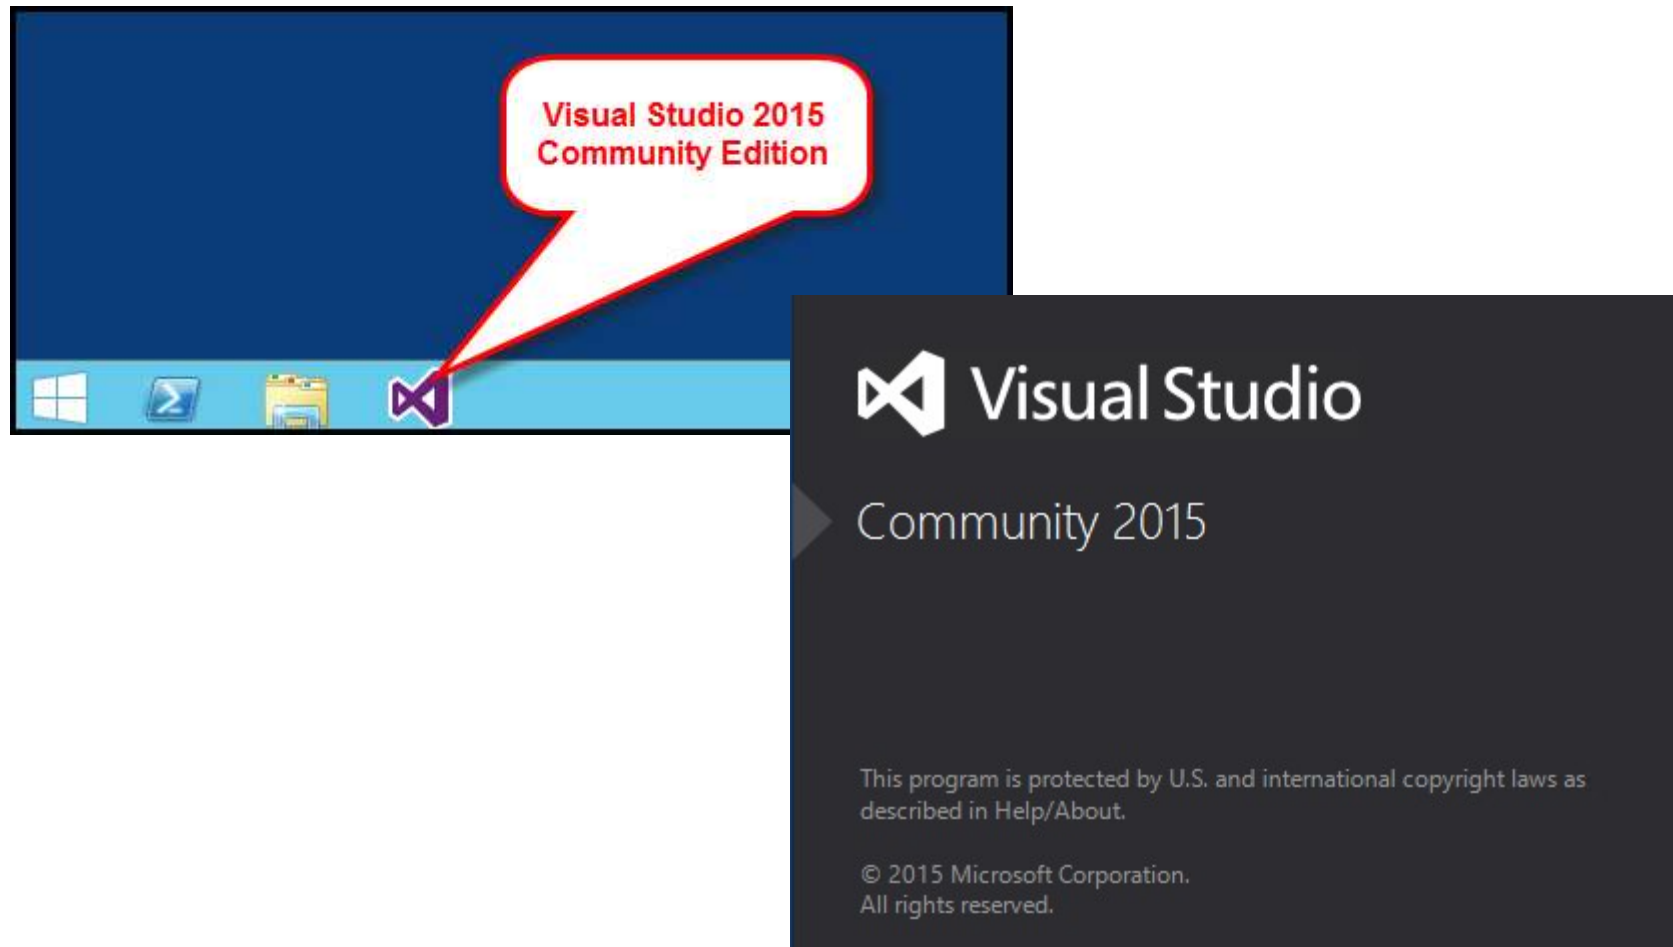 Visual Studio 2015
Community Edition
Visual Studio
Community 2015
This program is protected by U.S. and international copyright laws as
described in Help/About.
© 2015 Microsoft Corporation.
All rights reserved.